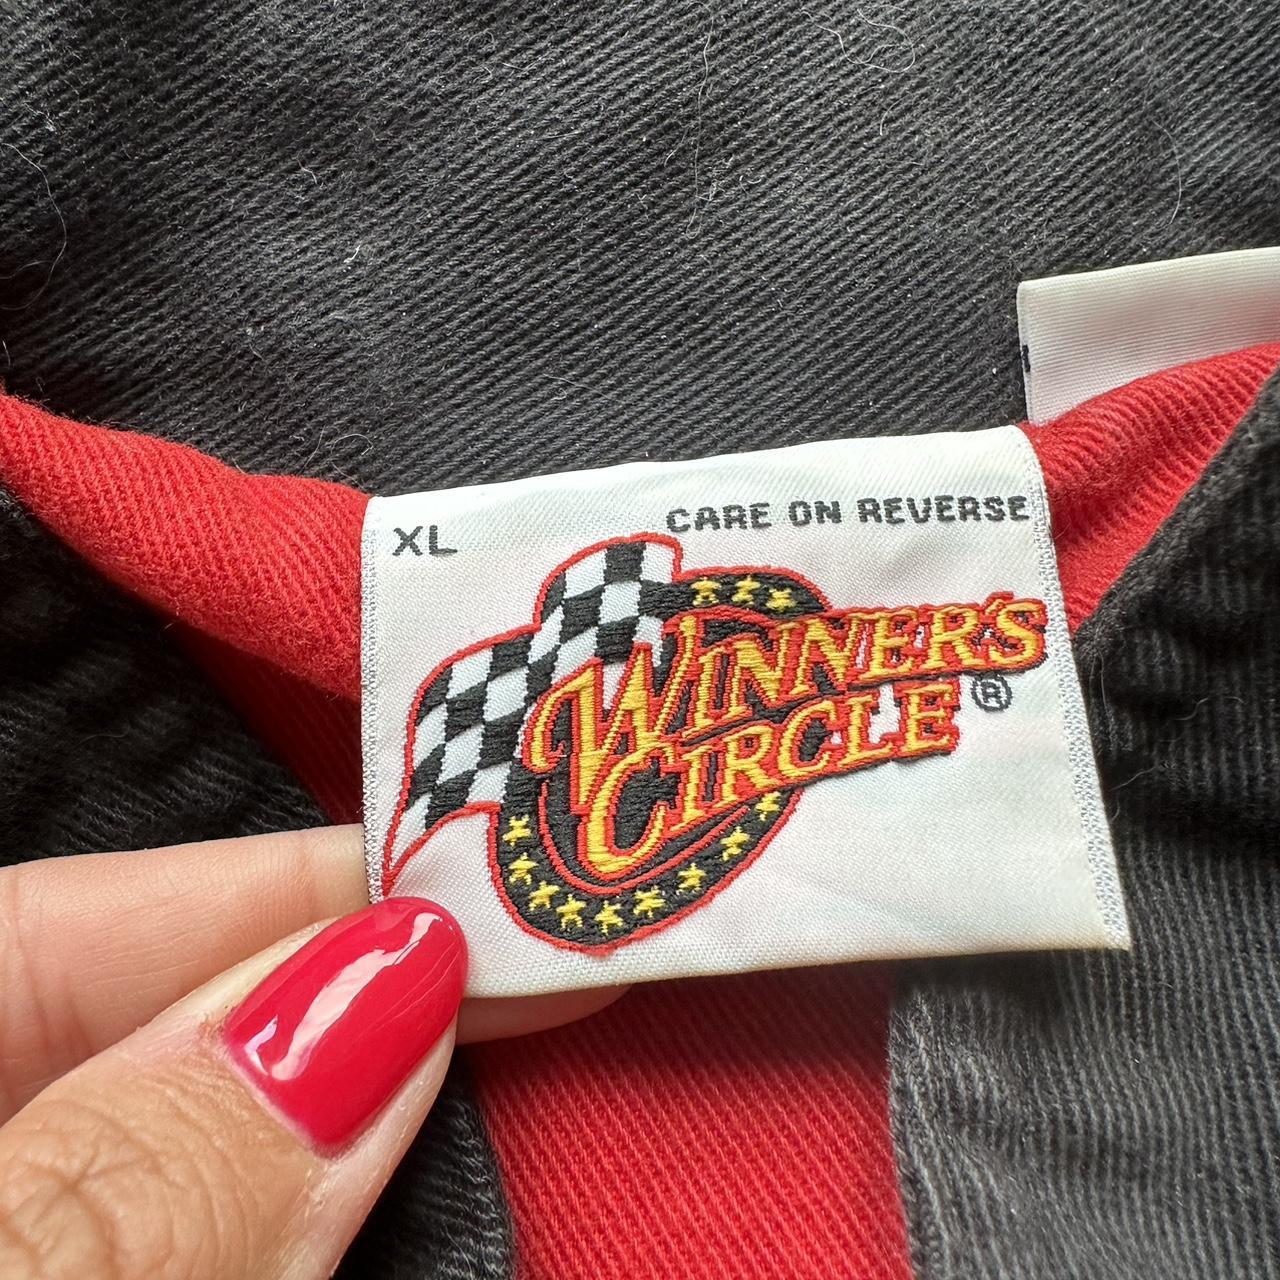 XL
CARE ON REVERSE
WINNER'S
CIRCLE ®